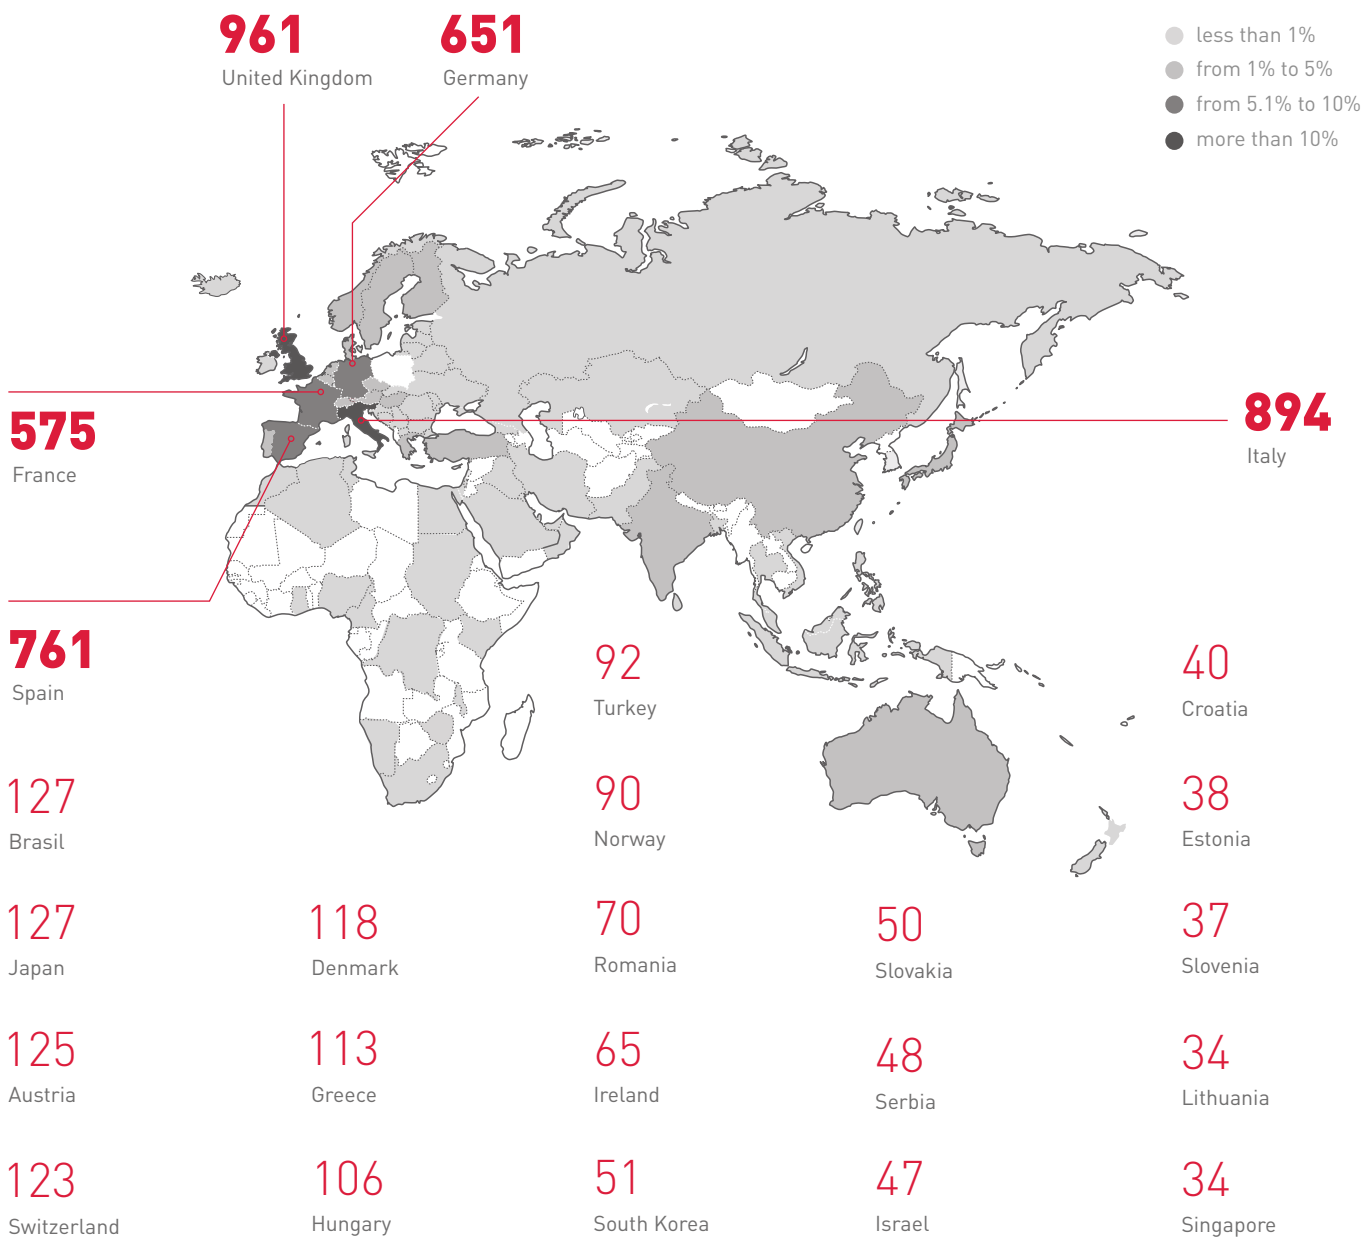 961
United Kingdom
651
Germany
less than 1%
from 1% to 5%
from 5.1% to 10%
more than 10%
575
France
894
Italy
761
Spain
92
Turkey
40
Croatia
127
Brasil
90
Norway
38
Estonia
127
Japan
118
Denmark
70
Romania
50
Slovakia
37
Slovenia
125
Austria
113
Greece
65
Ireland
48
Serbia
34
Lithuania
123
Switzerland
106
Hungary
51
South Korea
47
Israel
34
Singapore